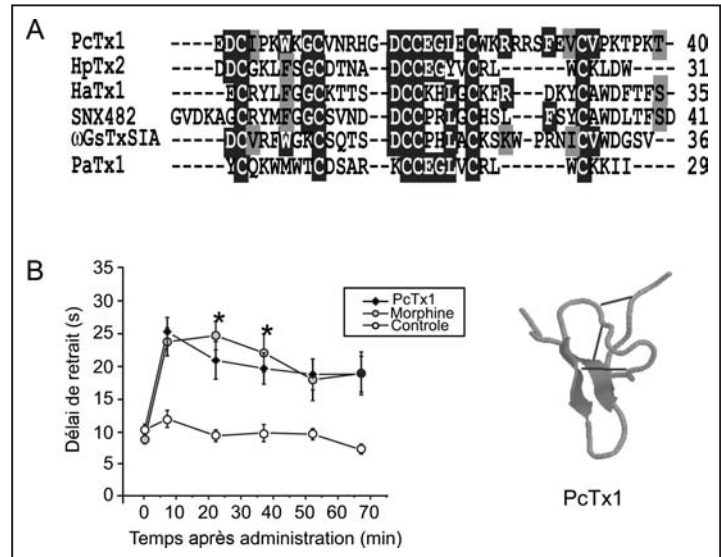 A
PcTx1 -----EDCIPKWKGCVNRHG-DCCEGLECWKRRRSFEVCVPKTPKT- 40
HpTx2 -----DDCGKLFSGCDTNA-DCCEGYVCRL------WCKLDW----- 31
HaTx1 ------ECRYLFGGCKTTS-DCCKHLGCKFR---DKYCAWDFTFS- 35
SNX482 GVDKAGCRYMFGGCSVND-DCCPRLGCHSL---FSYCAWDLTFSD 41
ωGsTxSIA -----DCVRFWGKCSQTS-DCCPHLACKSKW-PRNICVWDGSV-- 36
PaTx1 -----YCQKWMWTCDSAR-KCCEGLVCRL------WCKKII---- 29
B
Délai de retrait (s)
35
30
25
20
15
10
5
0
* *
PcTx1
Morphine
Controle
0 10 20 30 40 50 60 70
Temps après administration (min)
PcTx1